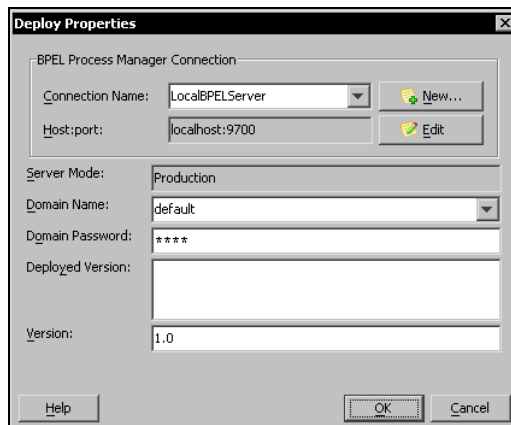 Deploy Properties
BPEL Process Manager Connection
Connection Name: LocalBPELServer New...
Host:port: localhost:9700 Edit
Server Mode: Production
Domain Name: default
Domain Password: ****
Deployed Version:
Version: 1.0
Help OK Cancel